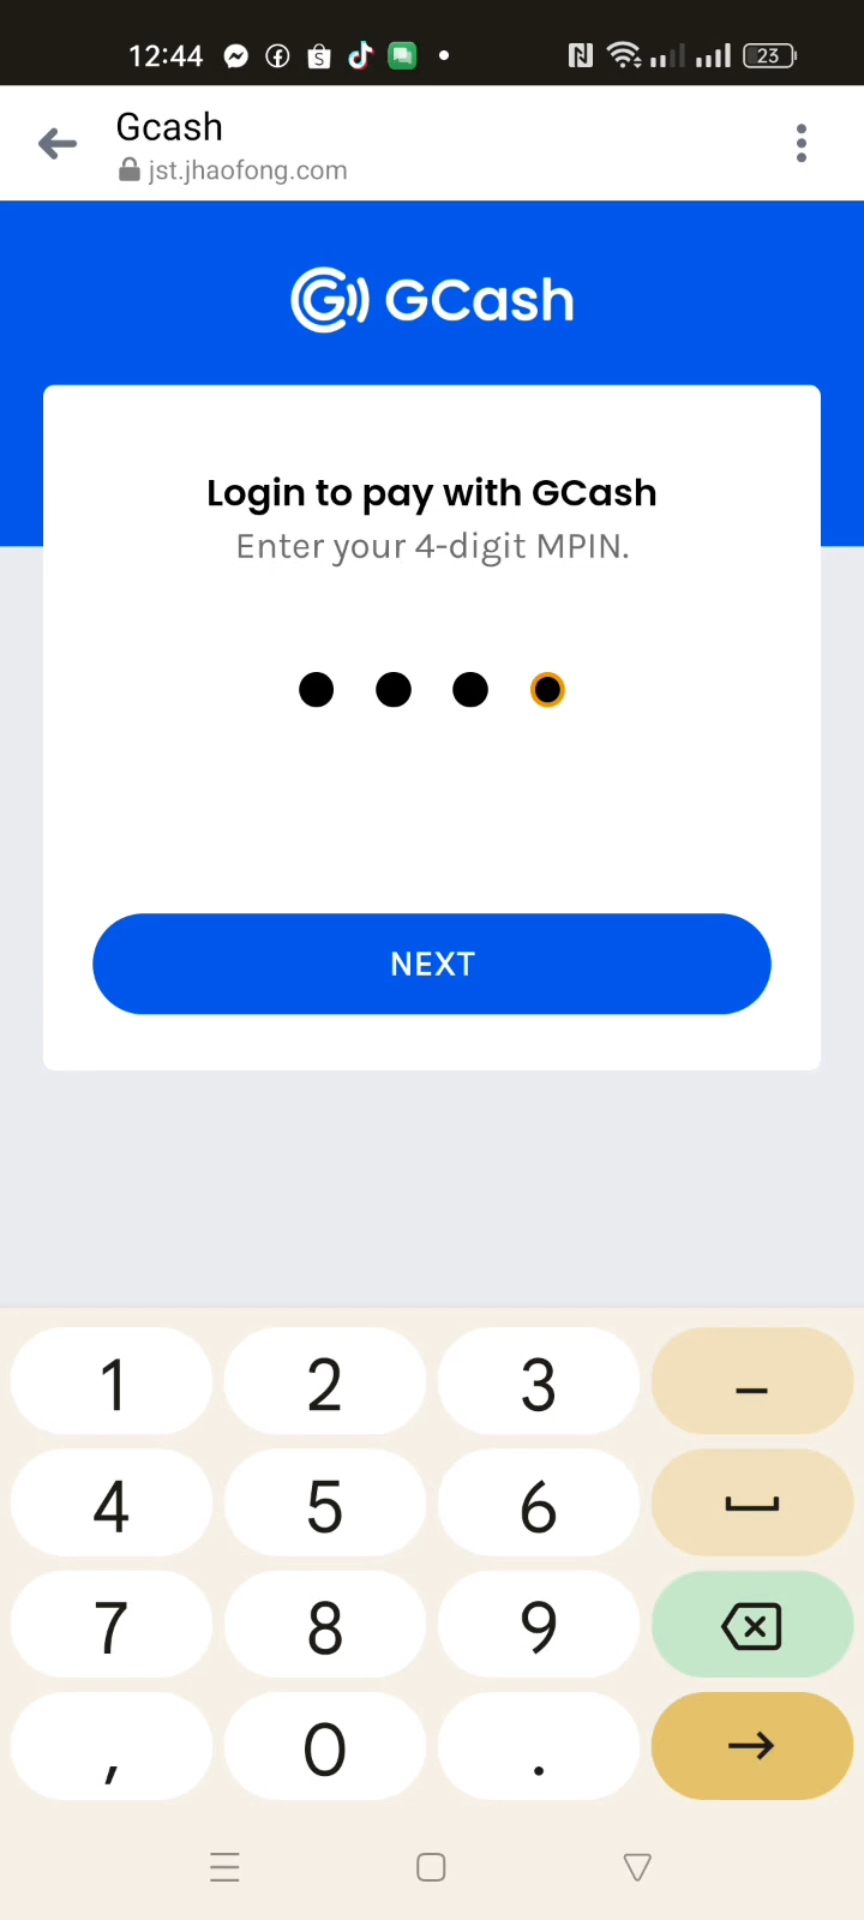 12:44
23
Gcash
jst.jhaofong.com
GCash
Login to pay with GCash
Enter your 4-digit MPIN.
NEXT
1 2 3 –
4 5 6
7 8 9
, 0 .